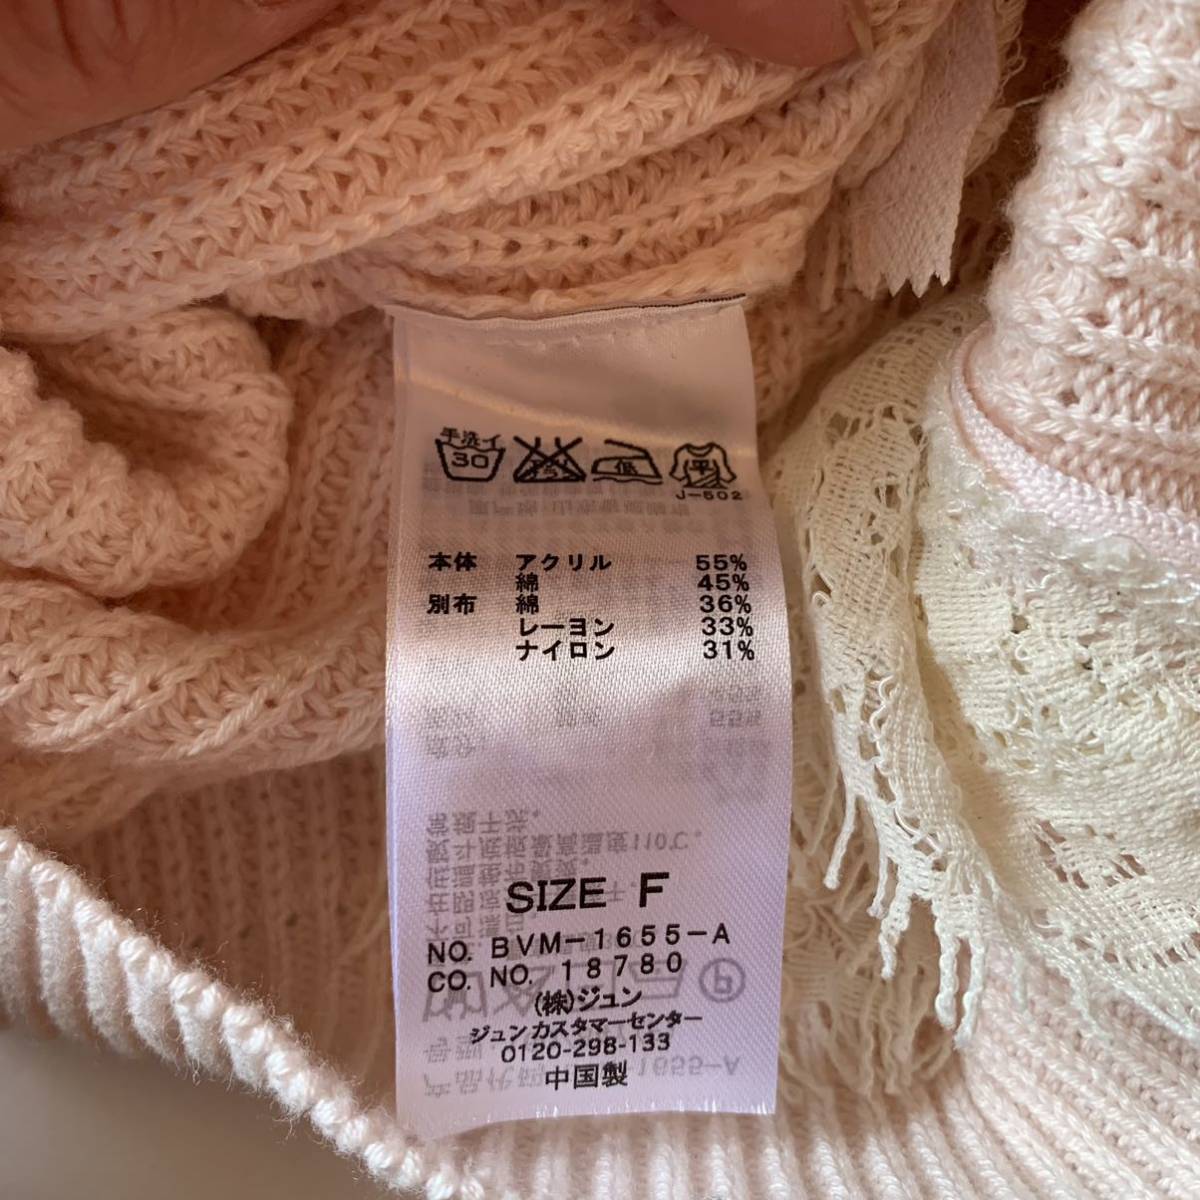 手洗イ
30
低
平
J-502
本体 アクリル 55%
綿 45%
別布 綿 36%
レーヨン 33%
ナイロン 31%
SIZE F
NO. BVM-1655-A
CO. NO. 18780
(株)ジュン
ジュンカスタマーセンター
0120-298-133
中国製